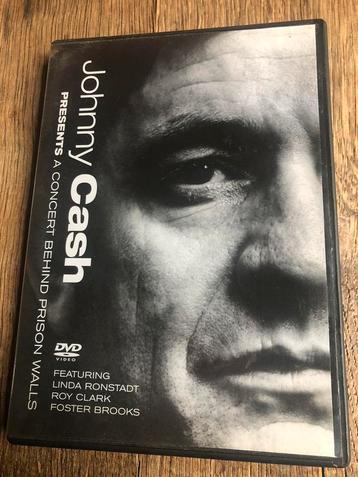 Johnny Cash
PRESENTS A CONCERT BEHIND PRISON WALLS
DVD
VIDEO
FEATURING
LINDA RONSTADT
ROY CLARK
FOSTER BROOKS